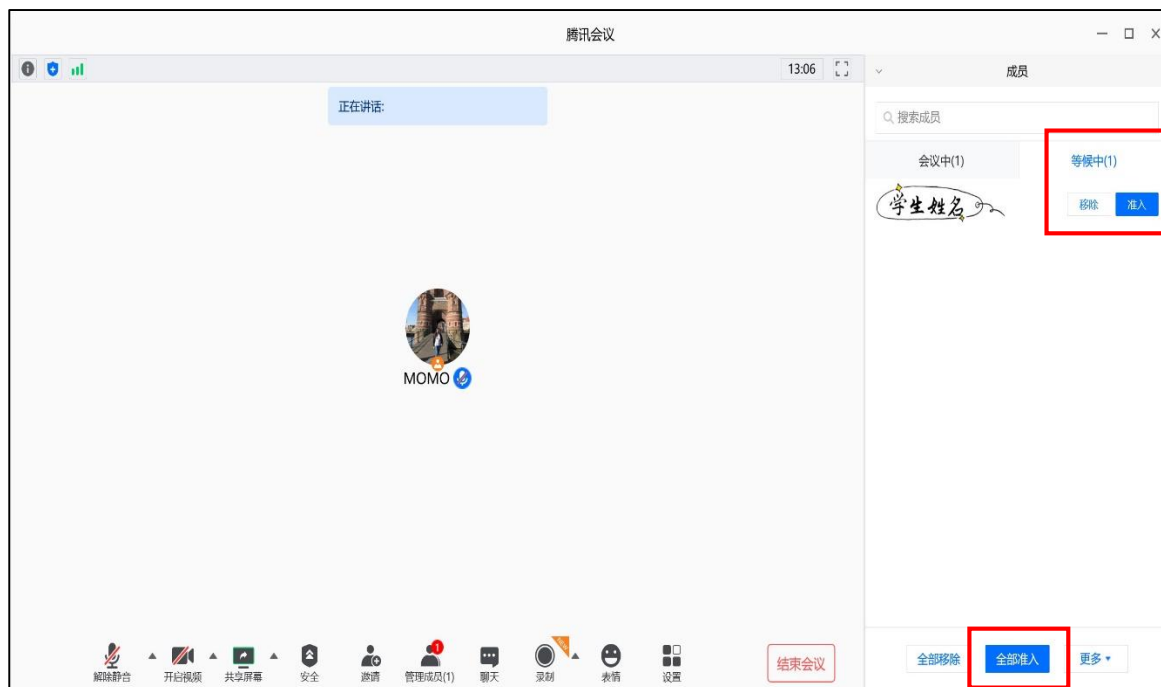 腾讯会议
13:06
成员
正在讲话:
搜索成员
会议中(1)
等候中(1)
学生姓名
移除
准入
MOMO
1
NEW
解除静音
开启视频
共享屏幕
安全
邀请
管理成员(1)
聊天
录制
表情
设置
结束会议
全部移除
全部准入
更多